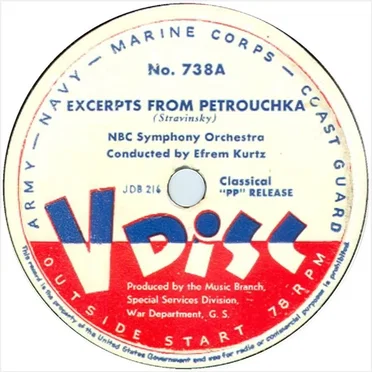 ARMY — NAVY — MARINE CORPS — COAST GUARD
No. 738A
EXCERPTS FROM PETROUCHKA
(Stravinsky)
NBC Symphony Orchestra
Conducted by Efrem Kurtz
JDB 216
Classical
"PP" RELEASE
V DiSC
Produced by the Music Branch,
Special Services Division,
War Department, G. S.
OUTSIDE START 78 RPM
This record is the property of the United States Government and use for radio or commercial purposes is prohibited.